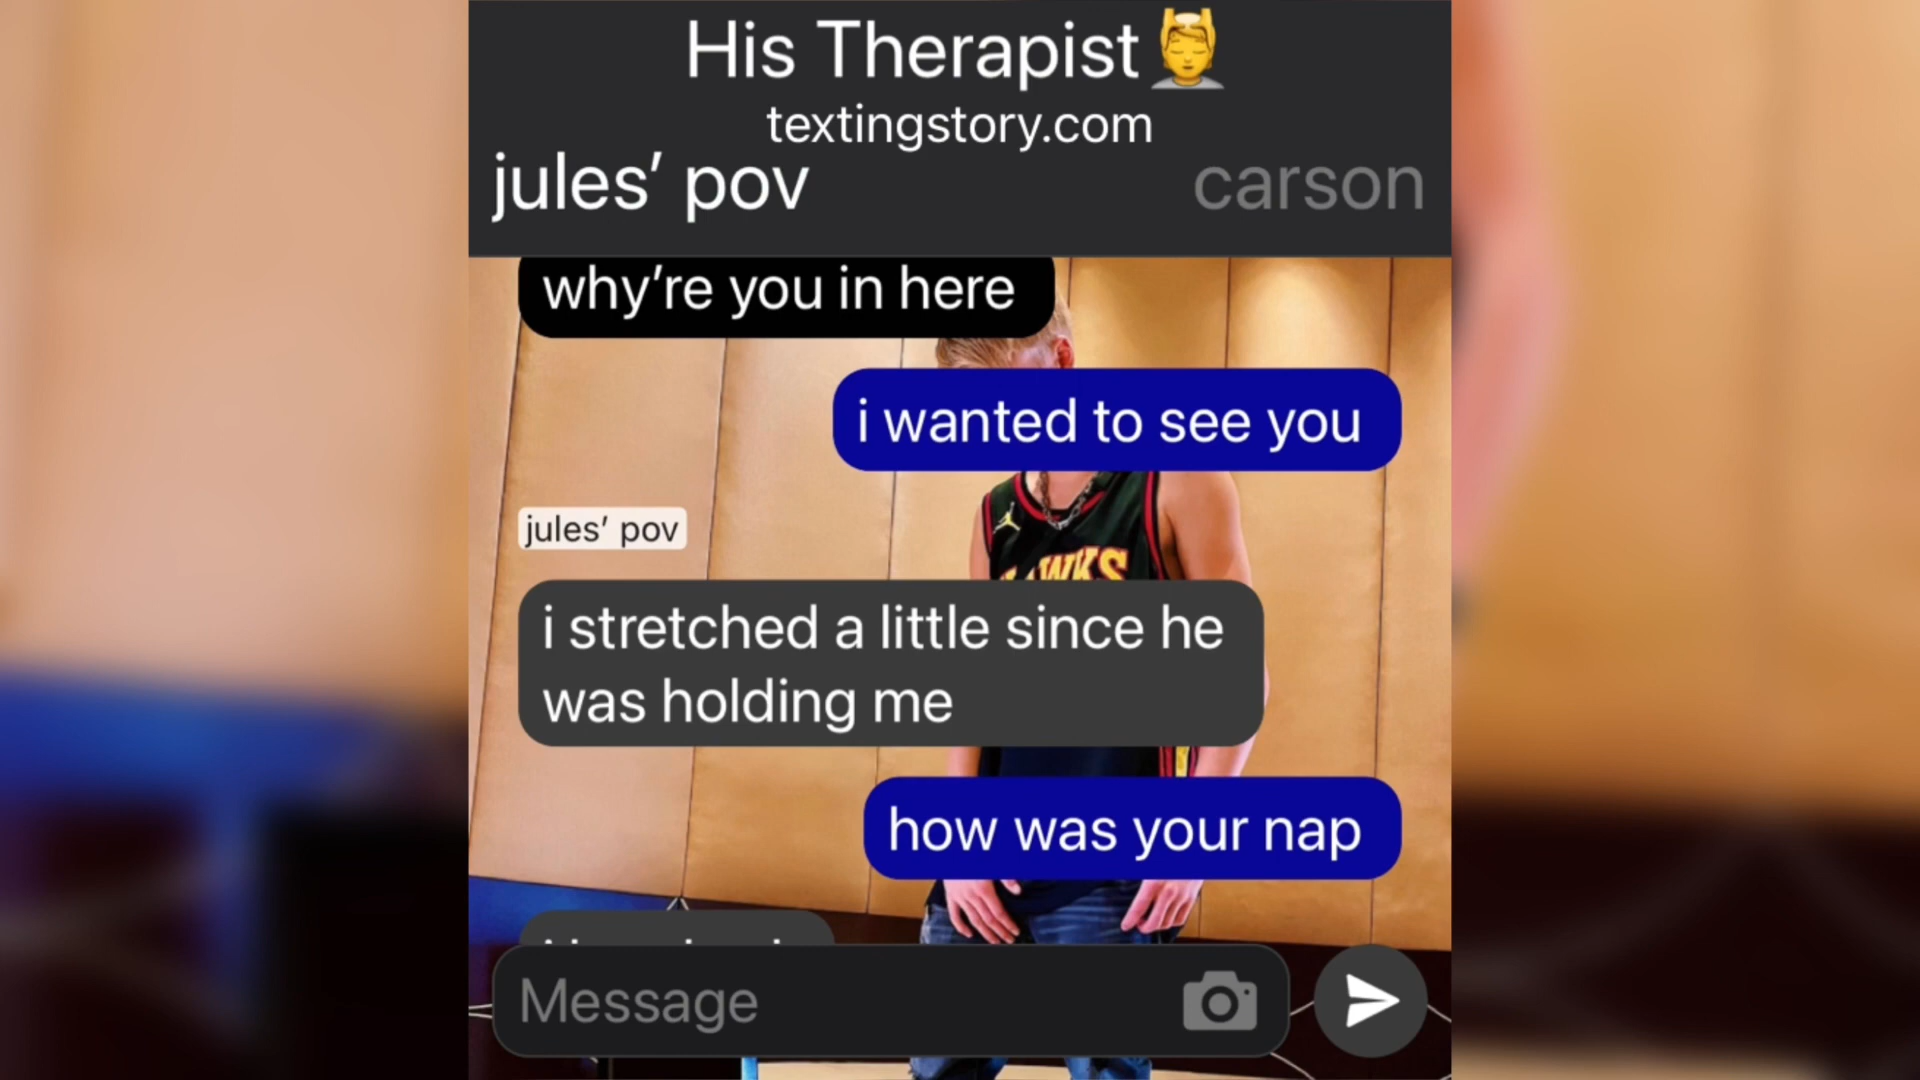 His Therapist
textingstory.com
jules’ pov
carson
why’re you in here
i wanted to see you
jules’ pov
i stretched a little since he
was holding me
how was your nap
Message